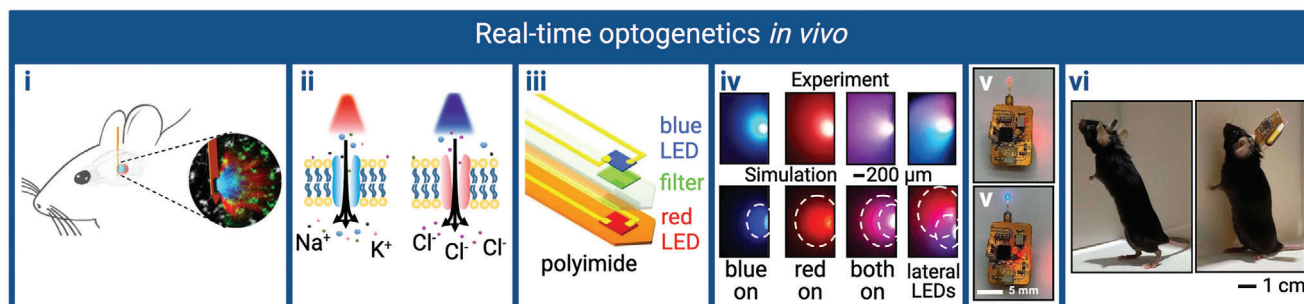 Real-time optogenetics in vivo
i
ii
Na⁺
K⁺
Cl⁻
Cl⁻
Cl⁻
iii
blue
LED
filter
red
LED
polyimide
iv
Experiment
Simulation
200 µm
blue
on
red
on
both
on
lateral
LEDs
v
v
5 mm
vi
1 cm